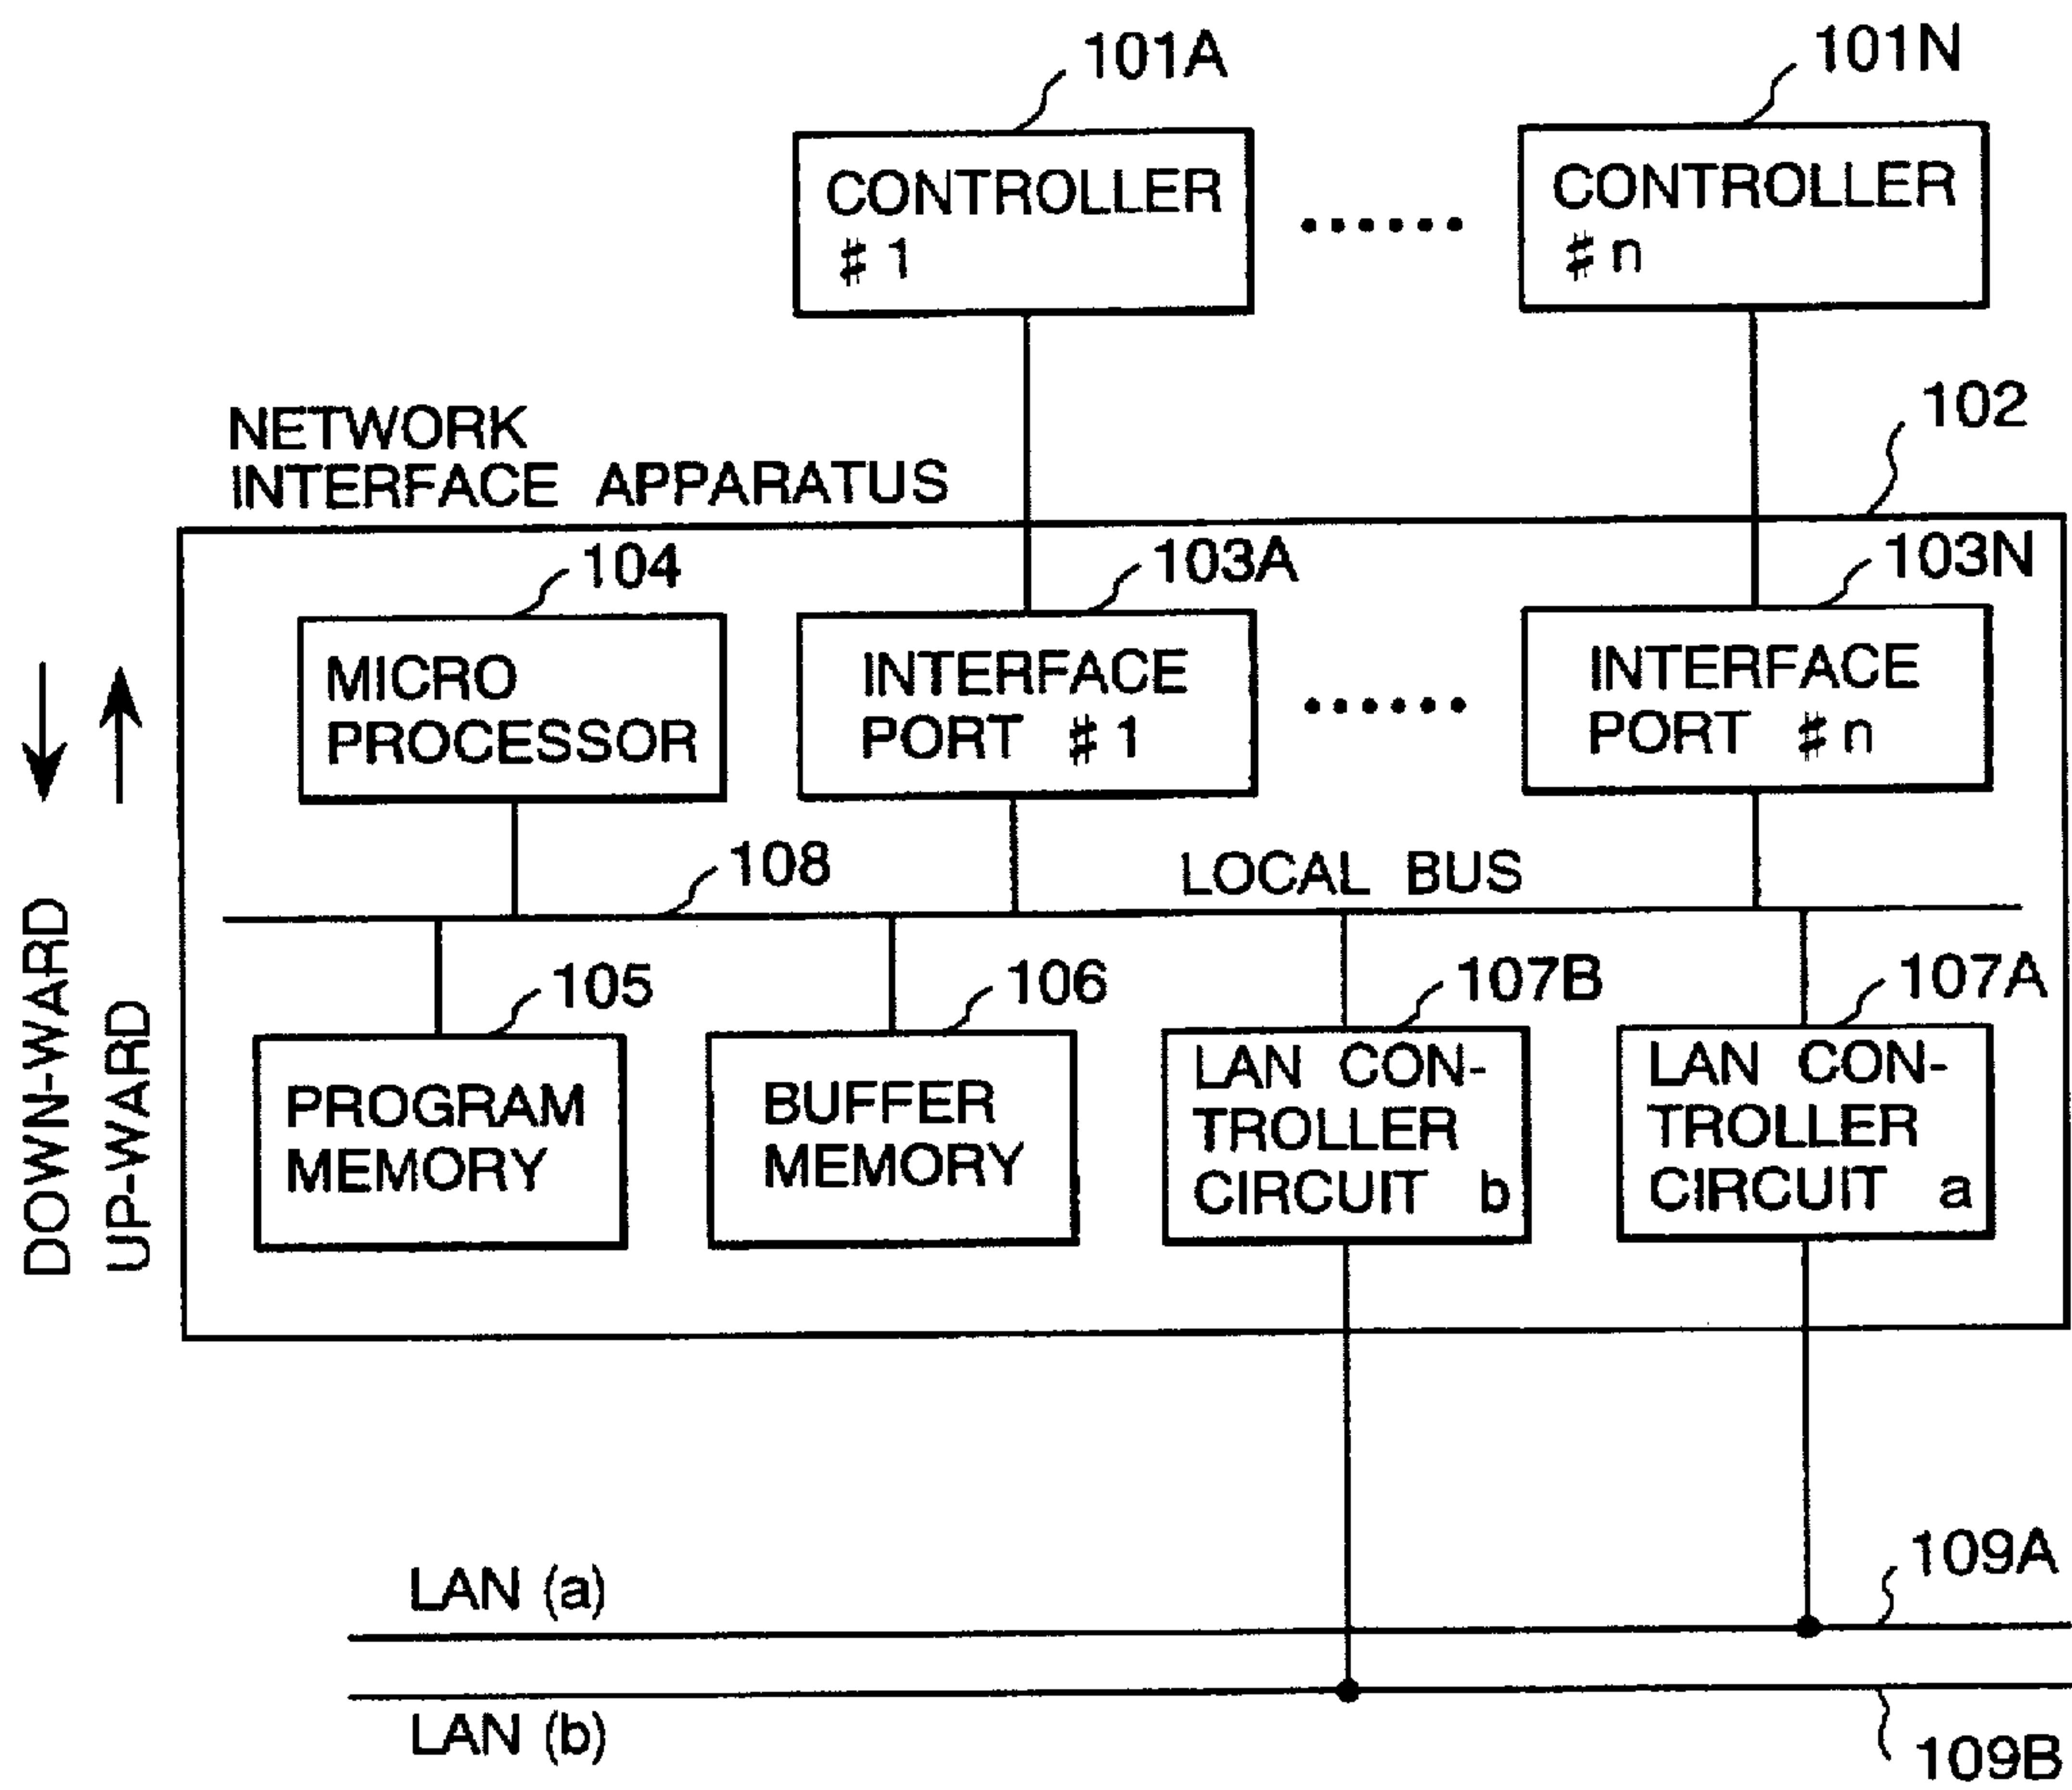 101A
101N
CONTROLLER
# 1
......
CONTROLLER
# n
NETWORK
INTERFACE APPARATUS
102
104
103A
103N
MICRO
PROCESSOR
INTERFACE
PORT # 1
......
INTERFACE
PORT # n
DOWN-WARD
UP-WARD
108
LOCAL BUS
105
106
107B
107A
PROGRAM
MEMORY
BUFFER
MEMORY
LAN CON-
TROLLER
CIRCUIT b
LAN CON-
TROLLER
CIRCUIT a
LAN (a)
109A
LAN (b)
109B